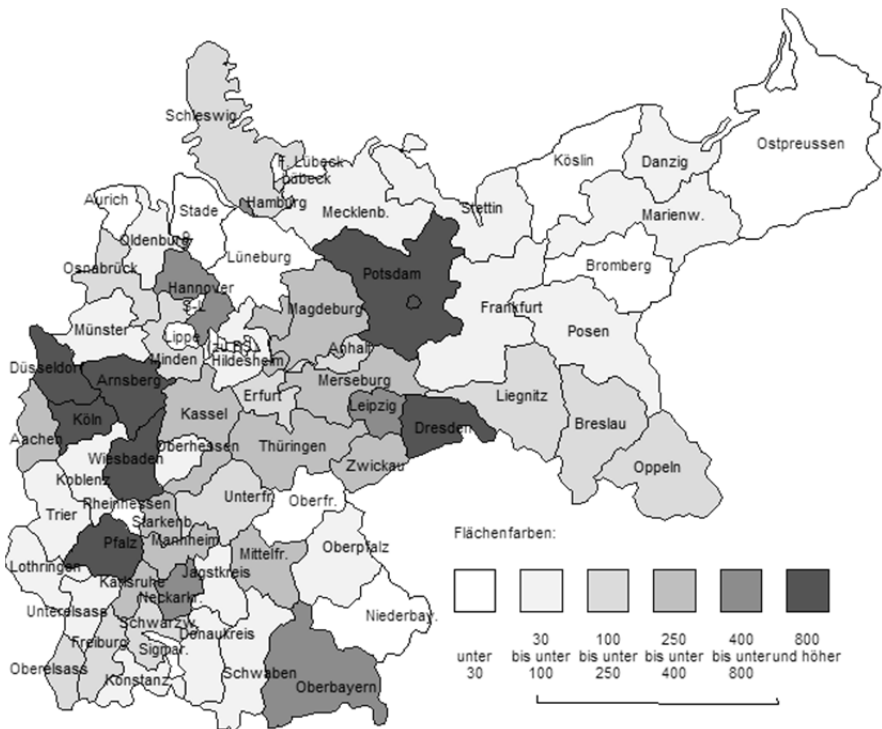 Schleswig
F. Lübeck
Lübeck
Hamburg
Ostpreussen
Köslin
Danzig
Aurich
Stade
Mecklenb.
Stettin
Marienw.
Oldenburg
Osnabrück
Lüneburg
Potsdam
Bromberg
Hannover
S-L
Magdeburg
Frankfurt
Münster
Posen
Lippe
Minden
Hildesheim
Anhalt
Düsseldorf
Arnsberg
Merseburg
Erfurt
Liegnitz
Kassel
Leipzig
Köln
Breslau
Aachen
Dresden
Oberhessen
Thüringen
Wiesbaden
Zwickau
Oppeln
Koblenz
Unterfr.
Oberfr.
Rheinhessen
Trier
Starkenb.
Pfalz
Mannheim
Mittelfr.
Oberpfalz
Lothringen
Jagstkreis
Karlsruhe
Neckarkr.
Unterelsass
Niederbay.
Schwarzw.
Donaukreis
Freiburg
Sigmar.
Oberelsass
Schwaben
Konstanz
Oberbayern
Flächenfarben:
30 100 250 400 800
unter bis unter bis unter bis unter bis unter und höher
30 100 250 400 800